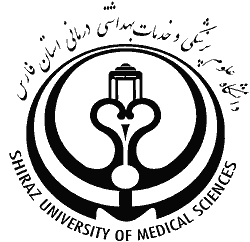 دانشگاه علوم پزشکی و خدمات بهداشتی درمانی استان فارس
SHIRAZ UNIVERSITY OF MEDICAL SCIENCES